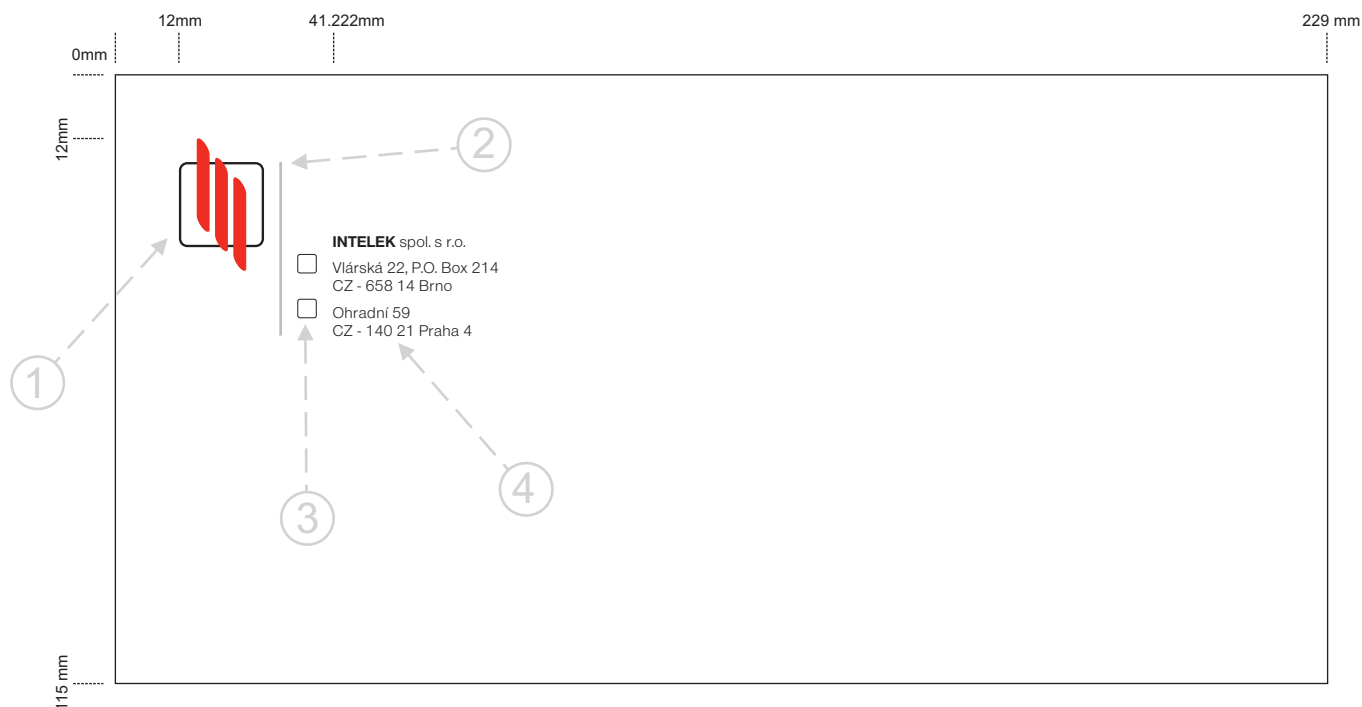 12mm
41.222mm
229 mm
0mm
12mm
2
INTELEK spol. s r.o.
Vlárská 22, P.O. Box 214
CZ - 658 14 Brno
Ohradní 59
CZ - 140 21 Praha 4
1
4
3
115 mm